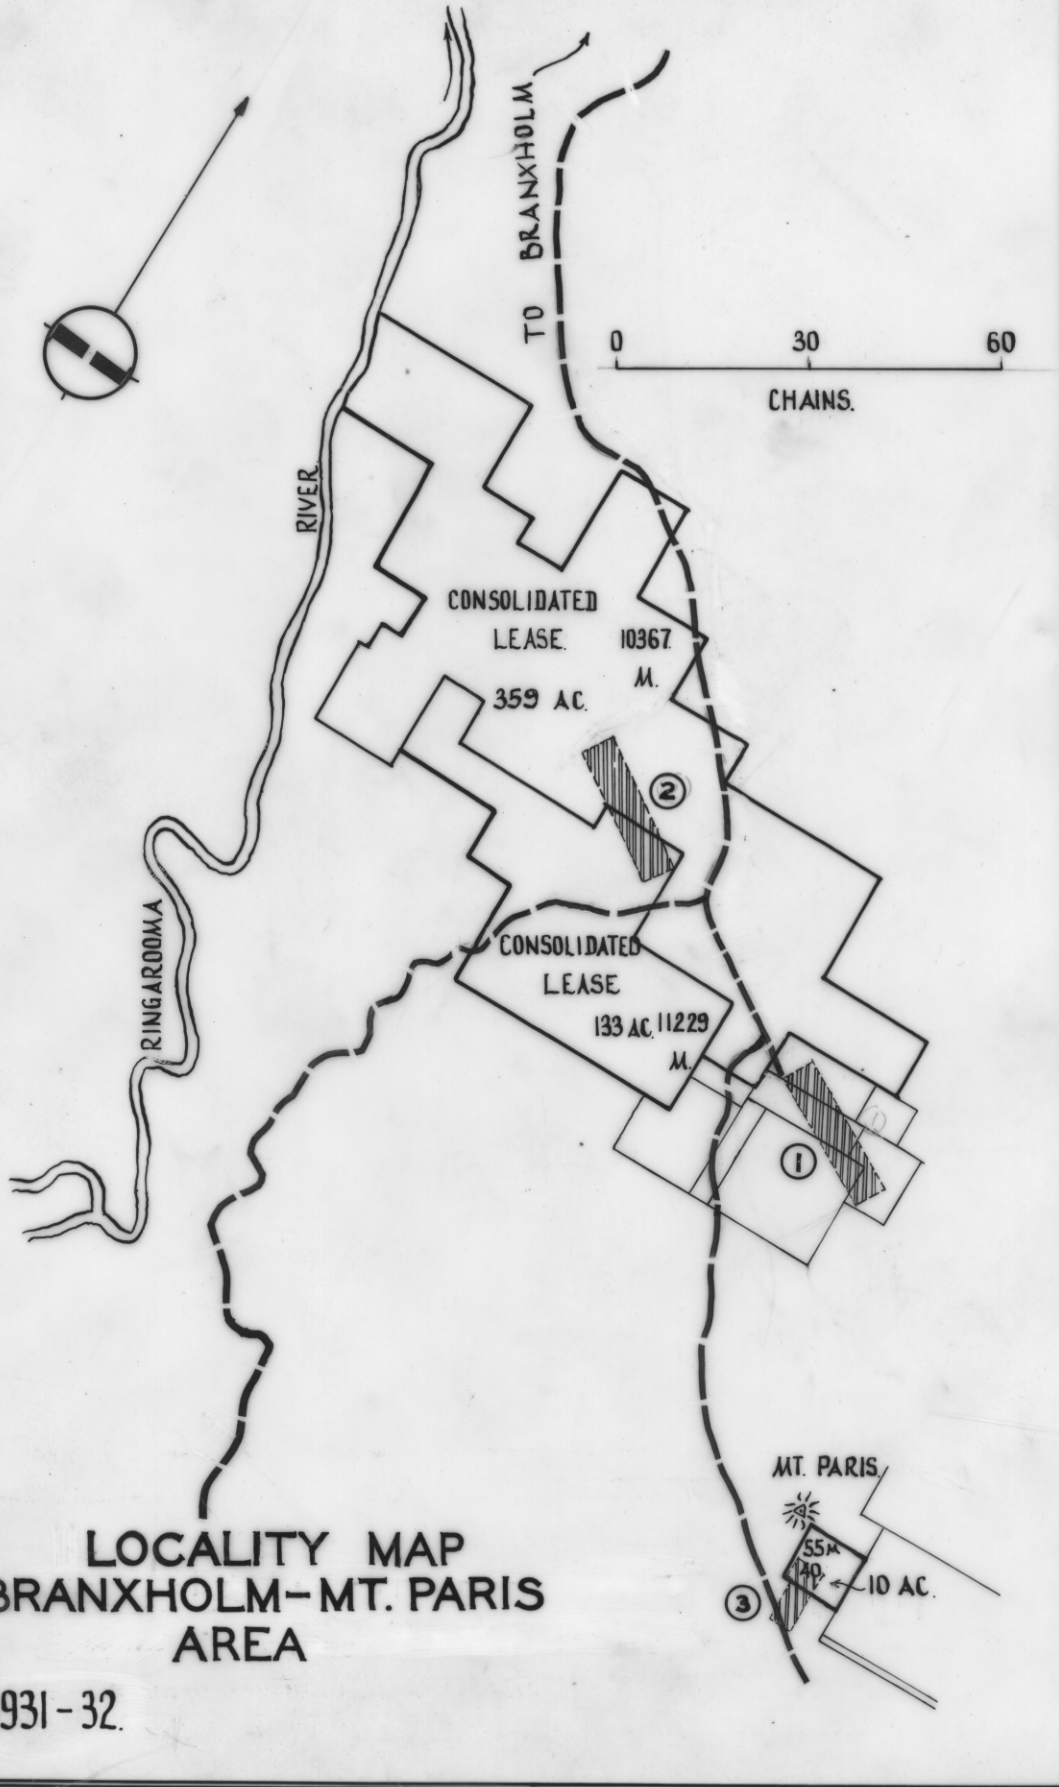 TO BRANXHOLM
0 30 60
CHAINS.
RIVER
CONSOLIDATED
LEASE. 10367.
M.
359 AC.
2
RINGAROOMA
CONSOLIDATED
LEASE
133 AC. 11229
M.
1
MT. PARIS.
55M
40
10 AC.
3
LOCALITY MAP
BRANXHOLM-MT. PARIS
AREA
931-32.